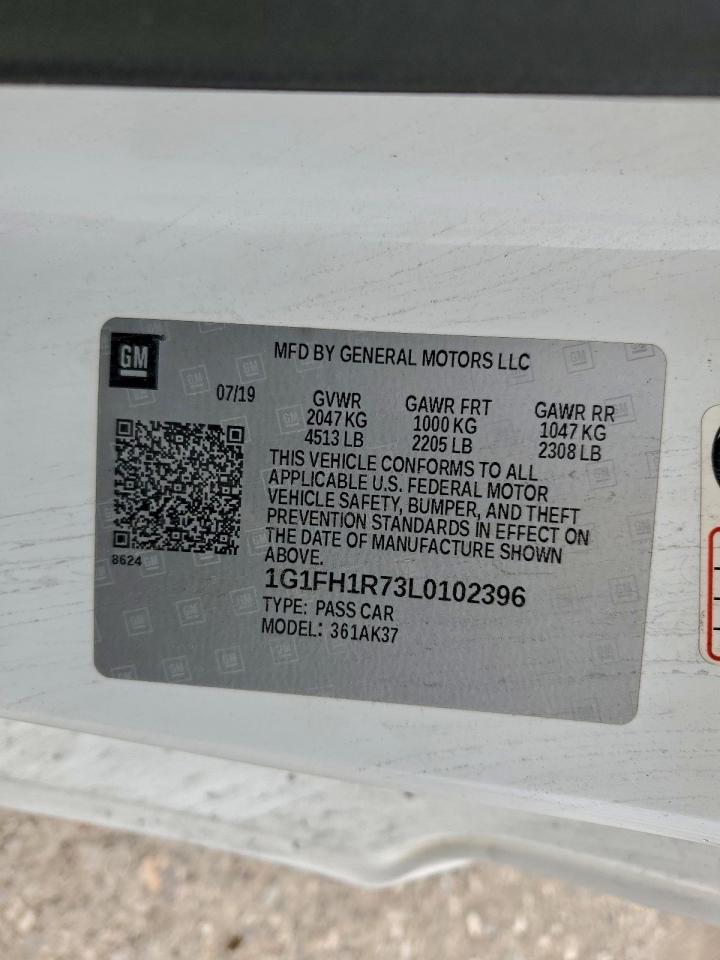 GM
MFD BY GENERAL MOTORS LLC
07/19
GVWR GAWR FRT GAWR RR
2047 KG 1000 KG 1047 KG
4513 LB 2205 LB 2308 LB
THIS VEHICLE CONFORMS TO ALL
APPLICABLE U.S. FEDERAL MOTOR
VEHICLE SAFETY, BUMPER, AND THEFT
PREVENTION STANDARDS IN EFFECT ON
THE DATE OF MANUFACTURE SHOWN
ABOVE.
8624
1G1FH1R73L0102396
TYPE: PASS CAR
MODEL: 361AK37